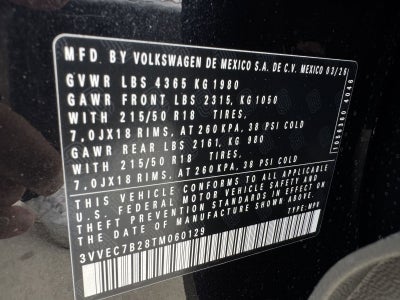 MFD. BY VOLKSWAGEN DE MEXICO S.A. DE C.V. MEXICO 03/26
GVWR LBS 4365 KG 1980
GAWR FRONT LBS 2315, KG 1050
WITH 215/50 R18 TIRES,
7.0JX18 RIMS, AT 260 KPA, 38 PSI COLD
GAWR REAR LBS 2161, KG 980
WITH 215/50 R18 TIRES,
7.0JX18 RIMS, AT 260 KPA, 38 PSI COLD
THIS VEHICLE CONFORMS TO ALL APPLICABLE
U.S. FEDERAL MOTOR VEHICLE SAFETY AND
THEFT PREVENTION STANDARDS IN EFFECT ON
THE DATE OF MANUFACTURE SHOWN ABOVE.
TYPE: MPV
3VVEC7B28TM060129